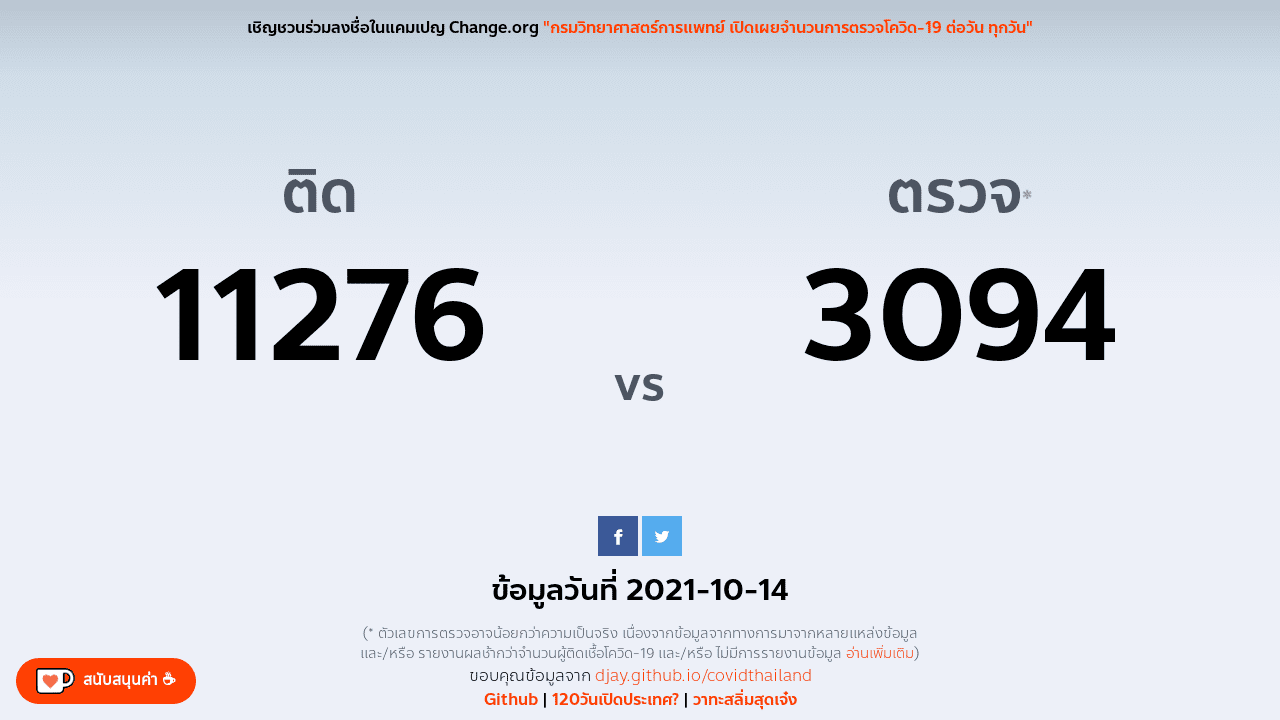 เชิญชวนร่วมลงชื่อในแคมเปญ Change.org "กรมวิทยาศาสตร์การแพทย์ เปิดเผยจำนวนการตรวจโควิด-19 ต่อวัน ทุกวัน"
ติด
ตรวจ*
11276
3094
vs
ข้อมูลวันที่ 2021-10-14
(* ตัวเลขการตรวจอาจน้อยกว่าความเป็นจริง เนื่องจากข้อมูลจากทางการมาจากหลายแหล่งข้อมูล
และ/หรือ รายงานผลช้ากว่าจำนวนผู้ติดเชื้อโควิด-19 และ/หรือ ไม่มีการรายงานข้อมูล อ่านเพิ่มเติม)
ขอบคุณข้อมูลจาก djay.github.io/covidthailand
Github | 120วันเปิดประเทศ? | วาทะสลิ่มสุดเจ๋ง
สนับสนุนค่า ☕